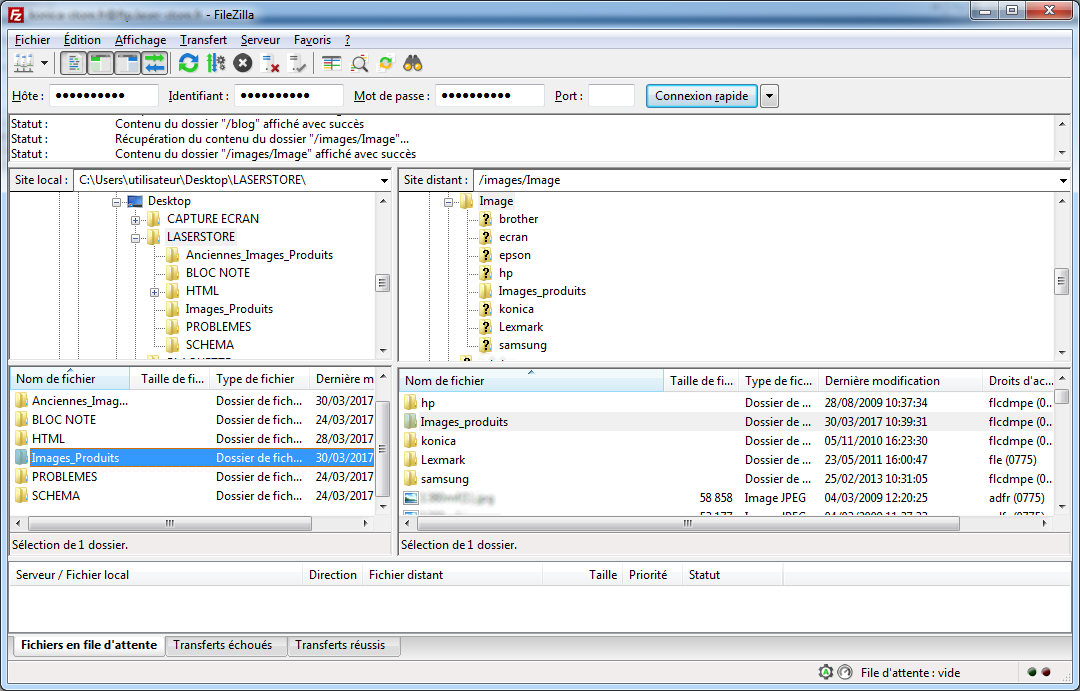 - FileZilla
Fichier Édition Affichage Transfert Serveur Favoris ?
Hôte : ●●●●●●●●●● Identifiant : ●●●●●●●●●● Mot de passe : ●●●●●●●●●● Port : Connexion rapide
Statut : Contenu du dossier "/blog" affiché avec succès
Statut : Récupération du contenu du dossier "/images/Image"...
Statut : Contenu du dossier "/images/Image" affiché avec succès
Site local : C:\Users\utilisateur\Desktop\LASERSTORE\
Desktop
CAPTURE ECRAN
LASERSTORE
Anciennes_Images_Produits
BLOC NOTE
HTML
Images_Produits
PROBLEMES
SCHEMA
Site distant : /images/Image
Image
brother
ecran
epson
hp
Images_produits
konica
Lexmark
samsung
Nom de fichier Taille de fi... Type de fichier Dernière m
Anciennes_Imag... Dossier de fich... 30/03/2017
BLOC NOTE Dossier de fich... 24/03/2017
HTML Dossier de fich... 28/03/2017
Images_Produits Dossier de fich... 30/03/2017
PROBLEMES Dossier de fich... 24/03/2017
SCHEMA Dossier de fich... 24/03/2017
Sélection de 1 dossier.
Nom de fichier Taille de fi... Type de fic... Dernière modification Droits d'ac...
hp Dossier de ... 28/08/2009 10:37:34 flcdmpe (0...
Images_produits Dossier de ... 30/03/2017 10:39:31 flcdmpe (0...
konica Dossier de ... 05/11/2010 16:23:30 flcdmpe (0...
Lexmark Dossier de ... 23/05/2011 16:00:47 fle (0775)
samsung Dossier de ... 25/02/2013 10:31:05 flcdmpe (0...
58 858 Image JPEG 04/03/2009 12:20:25 adfr (0775)
Sélection de 1 dossier.
Serveur / Fichier local Direction Fichier distant Taille Priorité Statut
Fichiers en file d'attente Transferts échoués Transferts réussis
File d'attente : vide